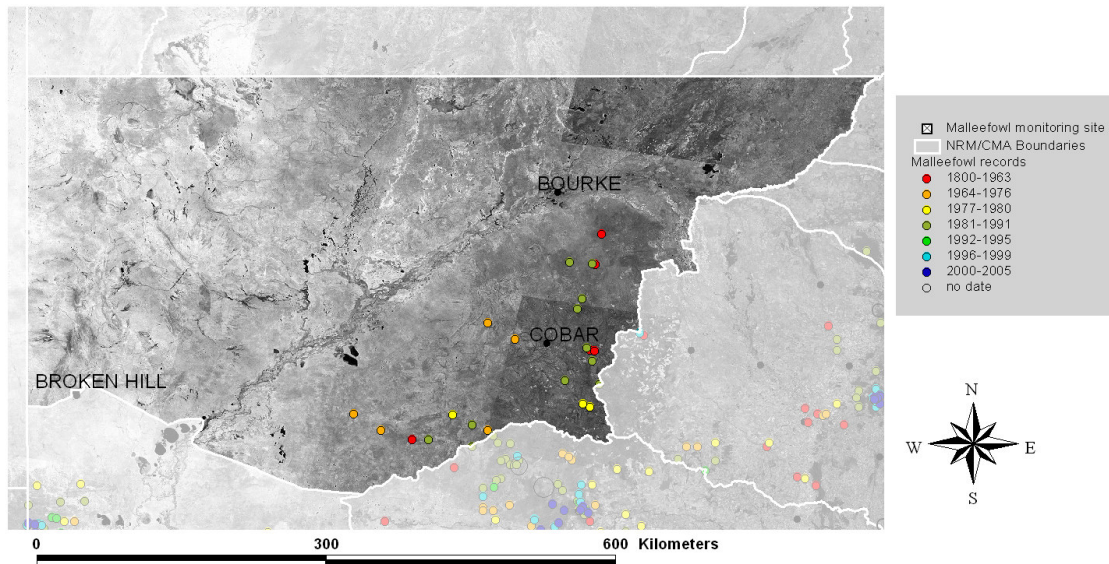 BOURKE
COBAR
BROKEN HILL
Malleefowl monitoring site
NRM/CMA Boundaries
Malleefowl records
1800-1963
1964-1976
1977-1980
1981-1991
1992-1995
1996-1999
2000-2005
no date
N
W E
S
0 300 600 Kilometers